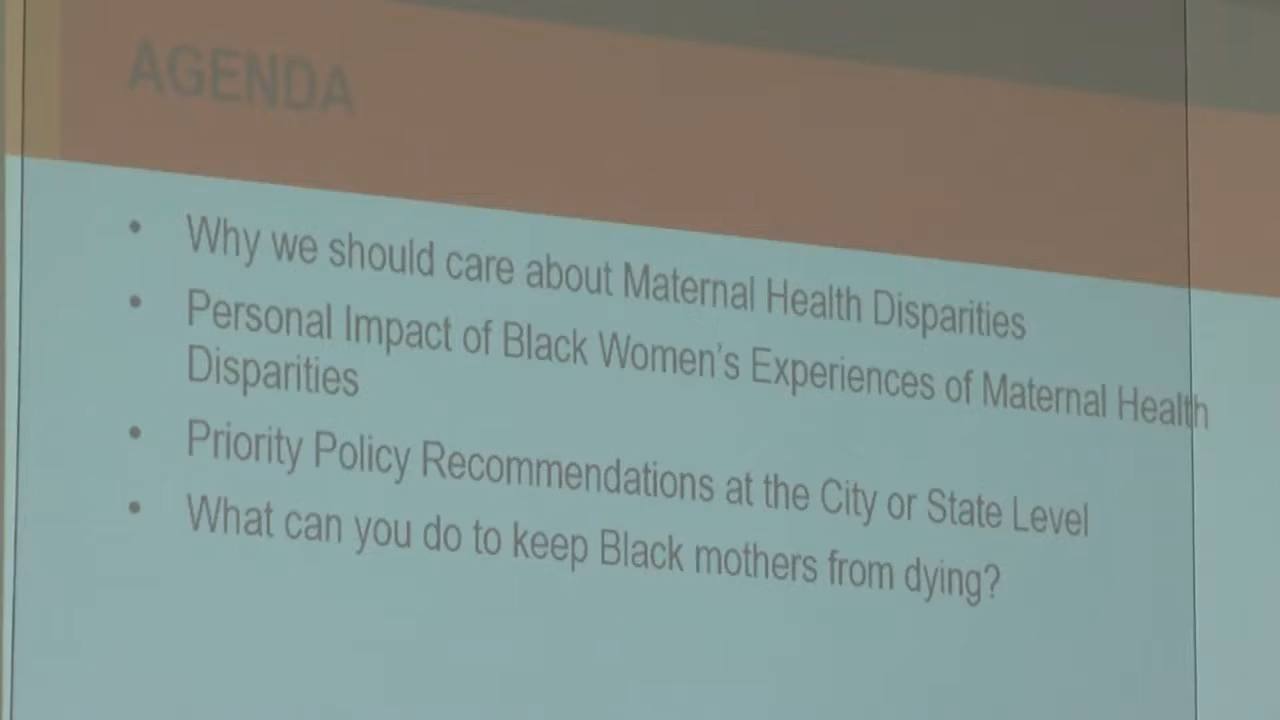 AGENDA
• Why we should care about Maternal Health Disparities
• Personal Impact of Black Women's Experiences of Maternal Health
Disparities
• Priority Policy Recommendations at the City or State Level
• What can you do to keep Black mothers from dying?